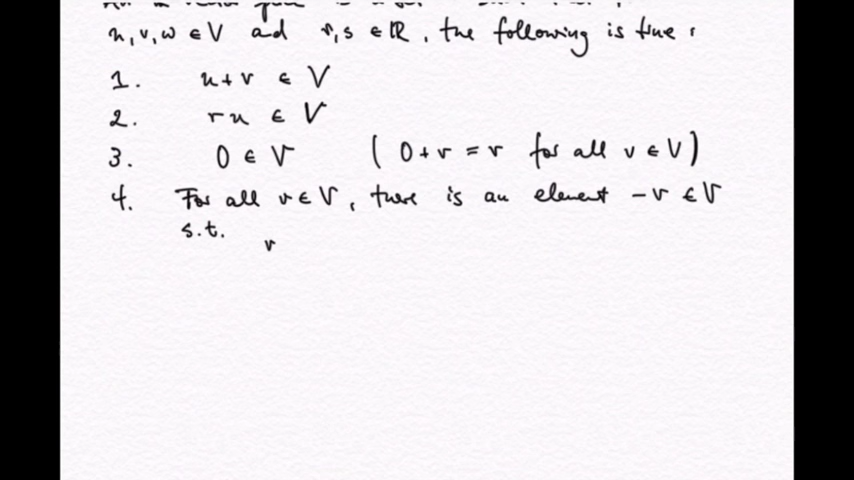 u, v, w ∈ V and r, s ∈ ℝ, the following is true :
1. u + v ∈ V
2. ru ∈ V
3. 0 ∈ V ( 0 + v = v for all v ∈ V )
4. For all v ∈ V, there is an element -v ∈ V
s.t. v